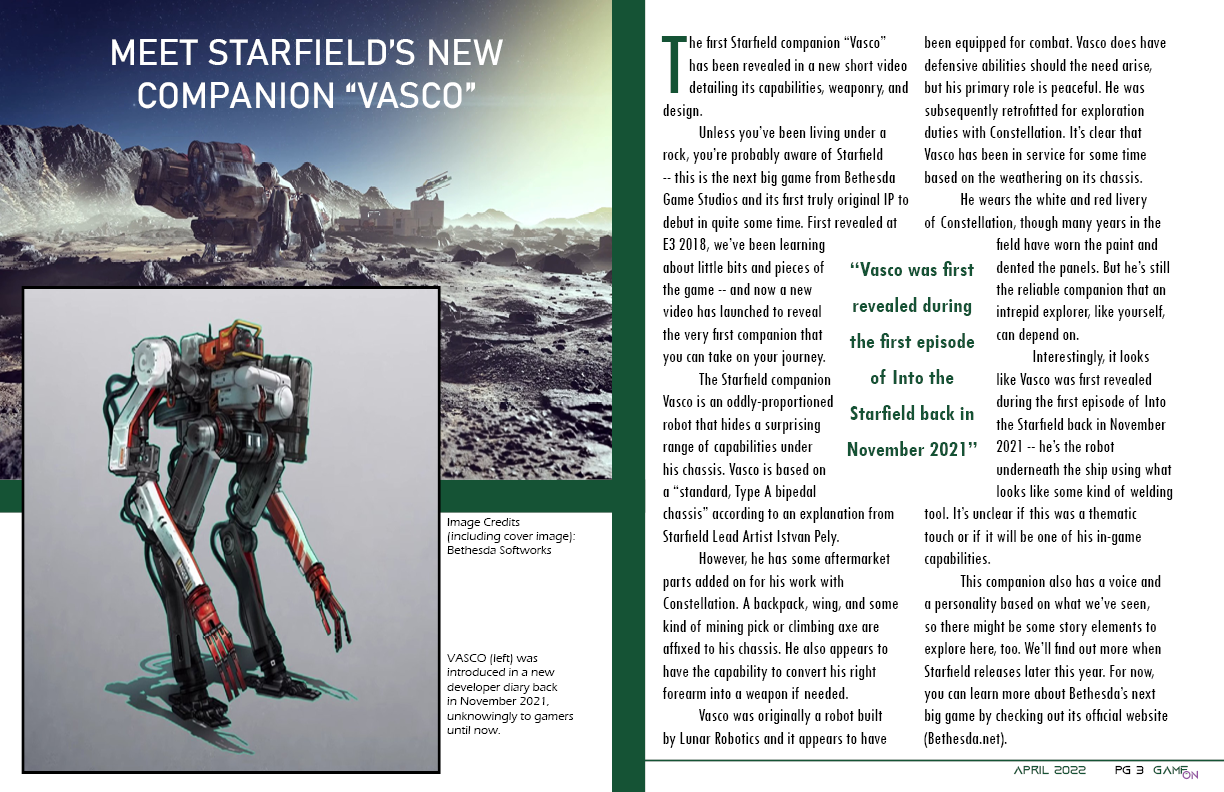 MEET STARFIELD’S NEW
COMPANION “VASCO”
Image Credits
(including cover image):
Bethesda Softworks
VASCO (left) was
introduced in a new
developer diary back
in November 2021,
unknowingly to gamers
until now.
The first Starfield companion “Vasco”
has been revealed in a new short video
detailing its capabilities, weaponry, and
design.
Unless you’ve been living under a
rock, you’re probably aware of Starfield
-- this is the next big game from Bethesda
Game Studios and its first truly original IP to
debut in quite some time. First revealed at
E3 2018, we’ve been learning
about little bits and pieces of
the game -- and now a new
video has launched to reveal
the very first companion that
you can take on your journey.
The Starfield companion
Vasco is an oddly-proportioned
robot that hides a surprising
range of capabilities under
his chassis. Vasco is based on
a “standard, Type A bipedal
chassis” according to an explanation from
Starfield Lead Artist Istvan Pely.
However, he has some aftermarket
parts added on for his work with
Constellation. A backpack, wing, and some
kind of mining pick or climbing axe are
affixed to his chassis. He also appears to
have the capability to convert his right
forearm into a weapon if needed.
Vasco was originally a robot built
by Lunar Robotics and it appears to have
“Vasco was first
revealed during
the first episode
of Into the
Starfield back in
November 2021”
been equipped for combat. Vasco does have
defensive abilities should the need arise,
but his primary role is peaceful. He was
subsequently retrofitted for exploration
duties with Constellation. It’s clear that
Vasco has been in service for some time
based on the weathering on its chassis.
He wears the white and red livery
of Constellation, though many years in the
field have worn the paint and
dented the panels. But he’s still
the reliable companion that an
intrepid explorer, like yourself,
can depend on.
Interestingly, it looks
like Vasco was first revealed
during the first episode of Into
the Starfield back in November
2021 -- he’s the robot
underneath the ship using what
looks like some kind of welding
tool. It’s unclear if this was a thematic
touch or if it will be one of his in-game
capabilities.
This companion also has a voice and
a personality based on what we’ve seen,
so there might be some story elements to
explore here, too. We’ll find out more when
Starfield releases later this year. For now,
you can learn more about Bethesda’s next
big game by checking out its official website
(Bethesda.net).
APRIL 2022 PG 3 GAME ON